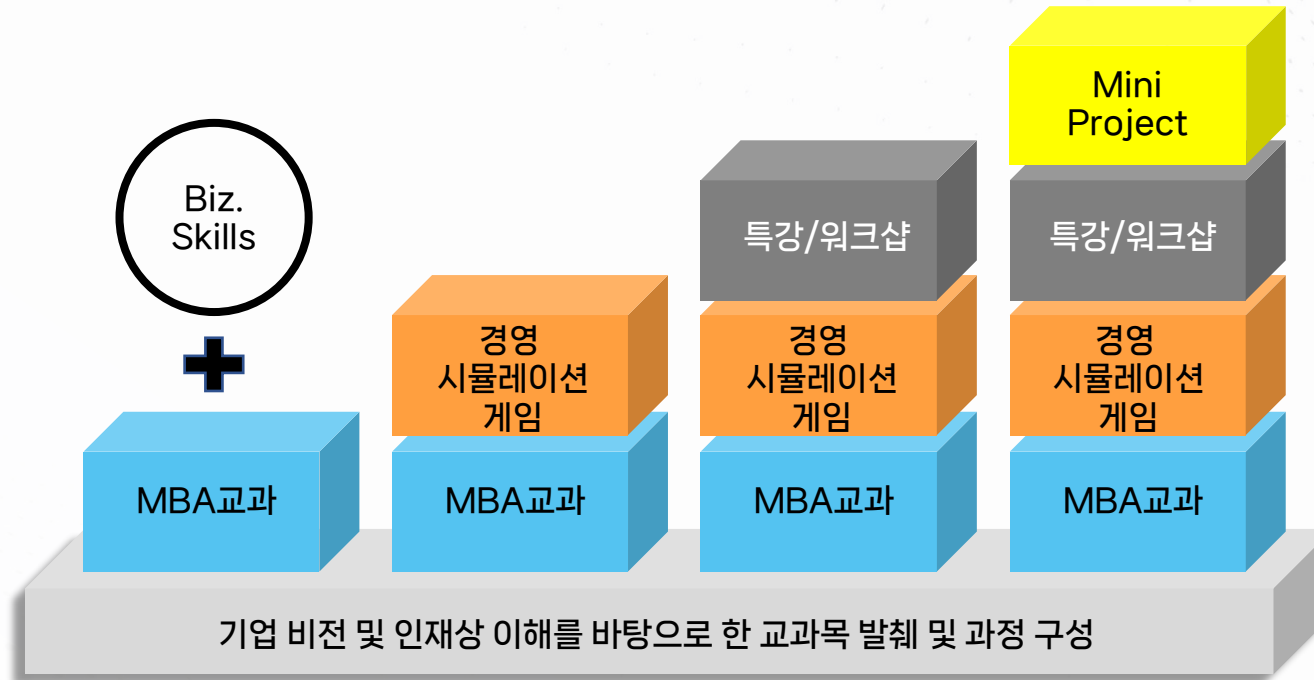 Biz.
Skills
MBA교과
경영
시뮬레이션
게임
MBA교과
특강/워크샵
경영
시뮬레이션
게임
MBA교과
Mini
Project
특강/워크샵
경영
시뮬레이션
게임
MBA교과
기업 비전 및 인재상 이해를 바탕으로 한 교과목 발췌 및 과정 구성